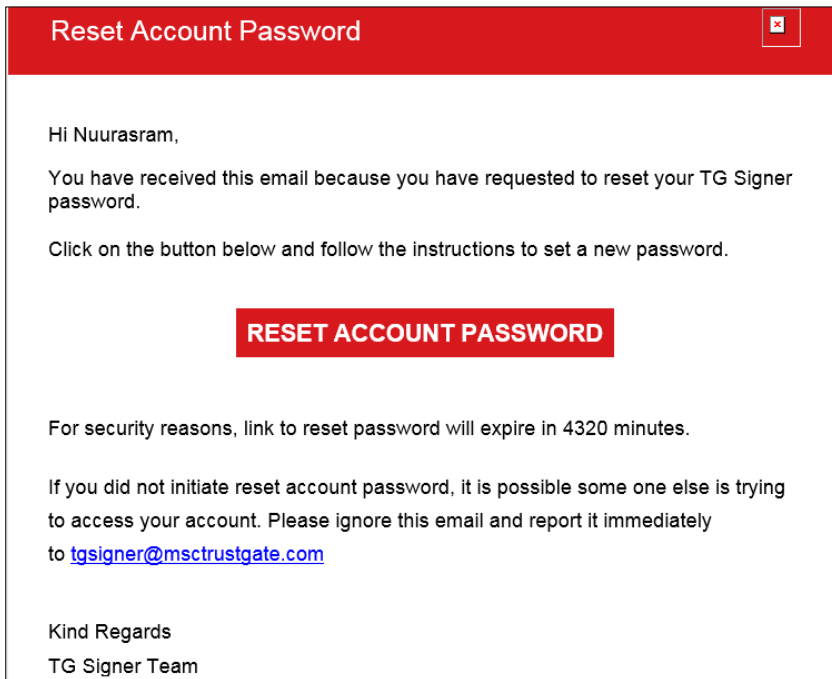 Reset Account Password
Hi Nuurasram,
You have received this email because you have requested to reset your TG Signer
password.
Click on the button below and follow the instructions to set a new password.
RESET ACCOUNT PASSWORD
For security reasons, link to reset password will expire in 4320 minutes.
If you did not initiate reset account password, it is possible some one else is trying
to access your account. Please ignore this email and report it immediately
to tgsigner@msctrustgate.com
Kind Regards
TG Signer Team